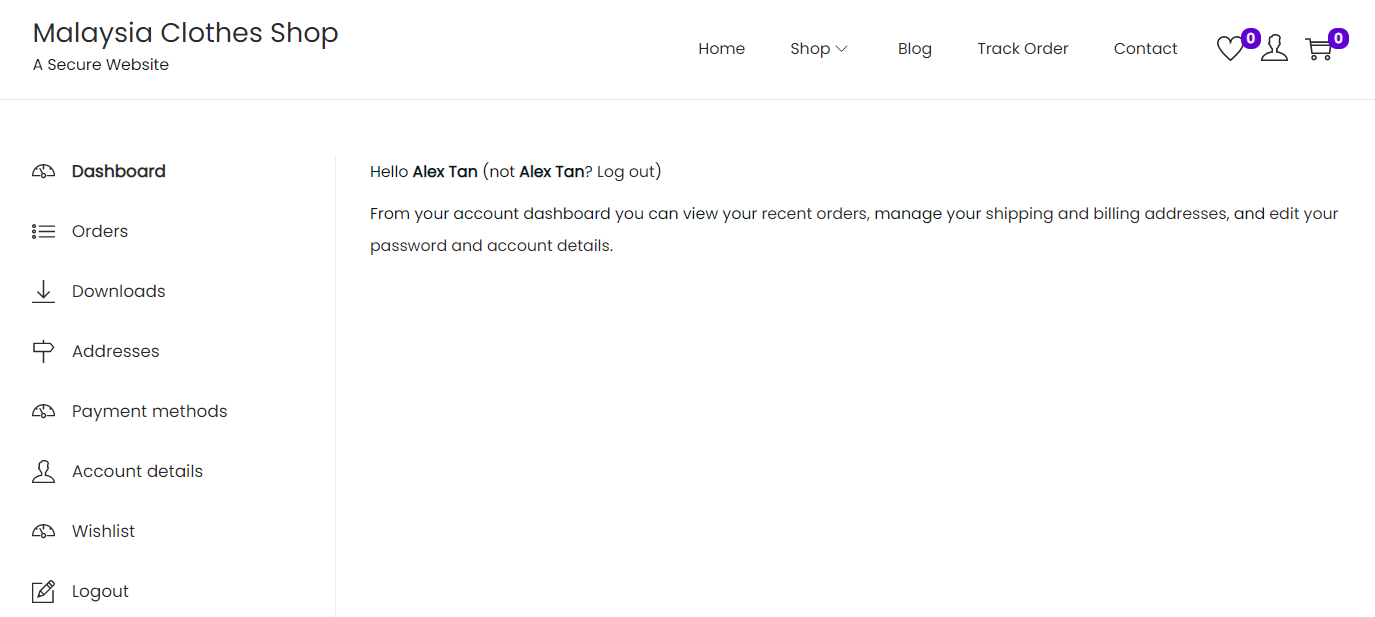 Malaysia Clothes Shop
A Secure Website
Home Shop Blog Track Order Contact 0 0
Dashboard
Orders
Downloads
Addresses
Payment methods
Account details
Wishlist
Logout
Hello Alex Tan (not Alex Tan? Log out)
From your account dashboard you can view your recent orders, manage your shipping and billing addresses, and edit your
password and account details.